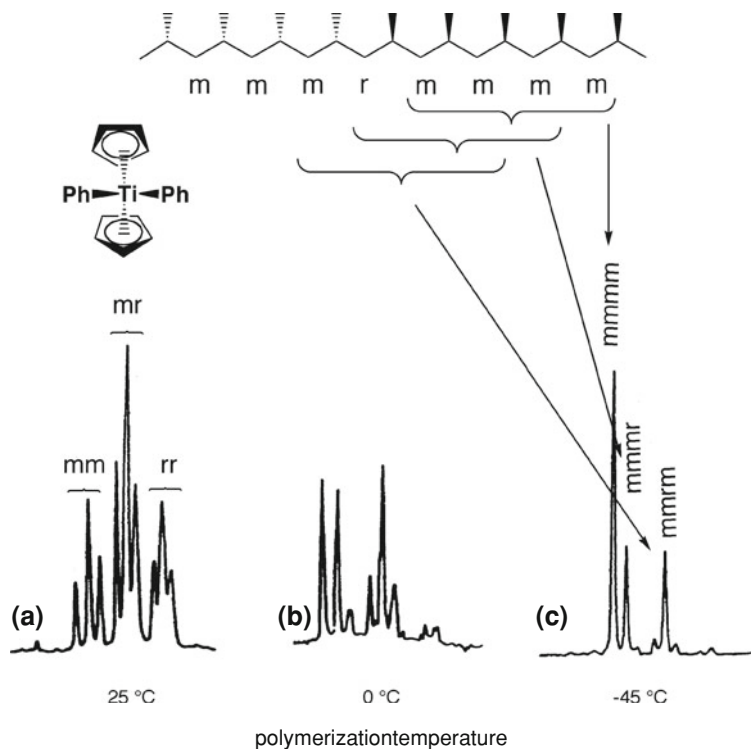 m m m r m m m m
Ph Ti Ph
mr
mm
rr
mmmm
mmmr
mmrm
(a) (b) (c)
25 °C 0 °C -45 °C
polymerizationtemperature